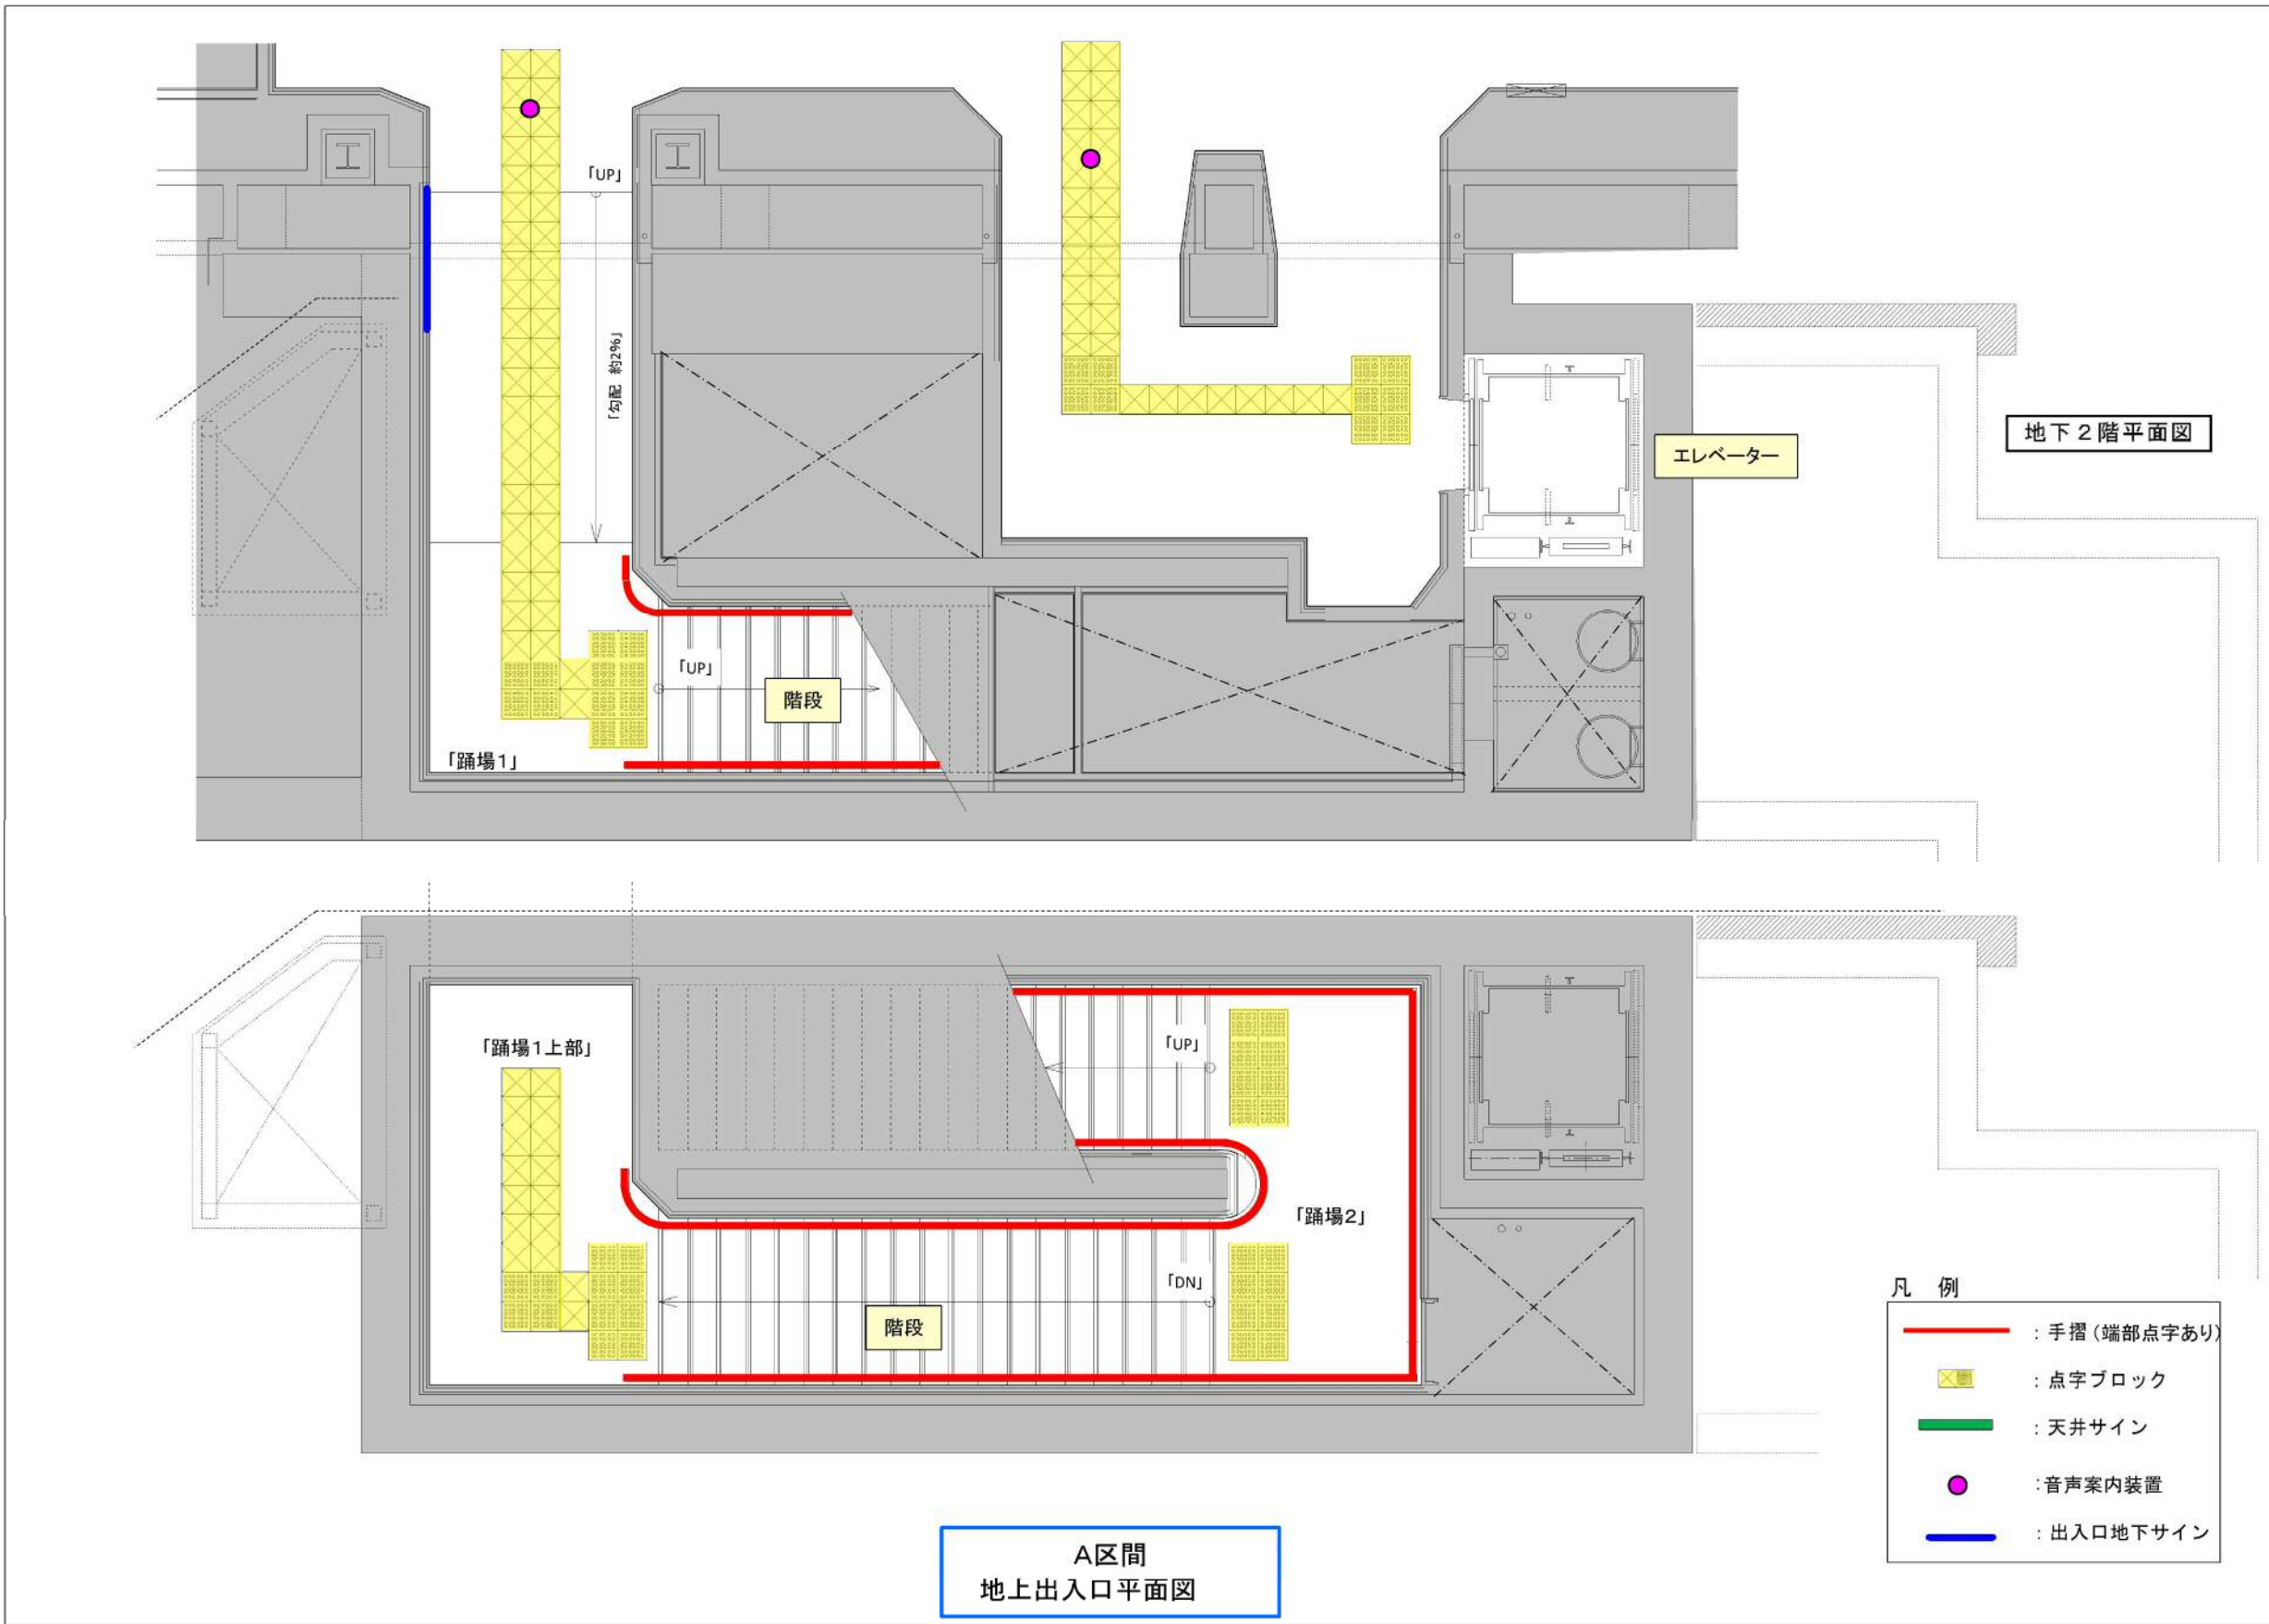 「UP」
「勾配 約2%」
地下2階平面図
エレベーター
「UP」
階段
「踊場1」
「踊場1上部」
「UP」
「踊場2」
「DN」
階段
凡 例
：手摺(端部点字あり)
：点字ブロック
：天井サイン
：音声案内装置
：出入口地下サイン
A区間
地上出入口平面図